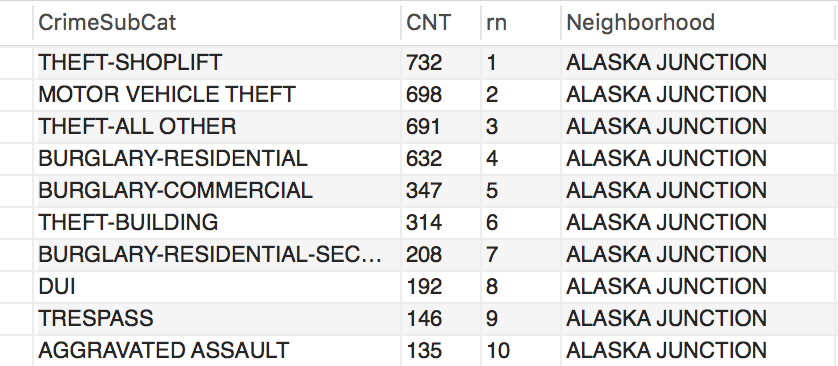 CrimeSubCat CNT rn Neighborhood
THEFT-SHOPLIFT 732 1 ALASKA JUNCTION
MOTOR VEHICLE THEFT 698 2 ALASKA JUNCTION
THEFT-ALL OTHER 691 3 ALASKA JUNCTION
BURGLARY-RESIDENTIAL 632 4 ALASKA JUNCTION
BURGLARY-COMMERCIAL 347 5 ALASKA JUNCTION
THEFT-BUILDING 314 6 ALASKA JUNCTION
BURGLARY-RESIDENTIAL-SEC... 208 7 ALASKA JUNCTION
DUI 192 8 ALASKA JUNCTION
TRESPASS 146 9 ALASKA JUNCTION
AGGRAVATED ASSAULT 135 10 ALASKA JUNCTION